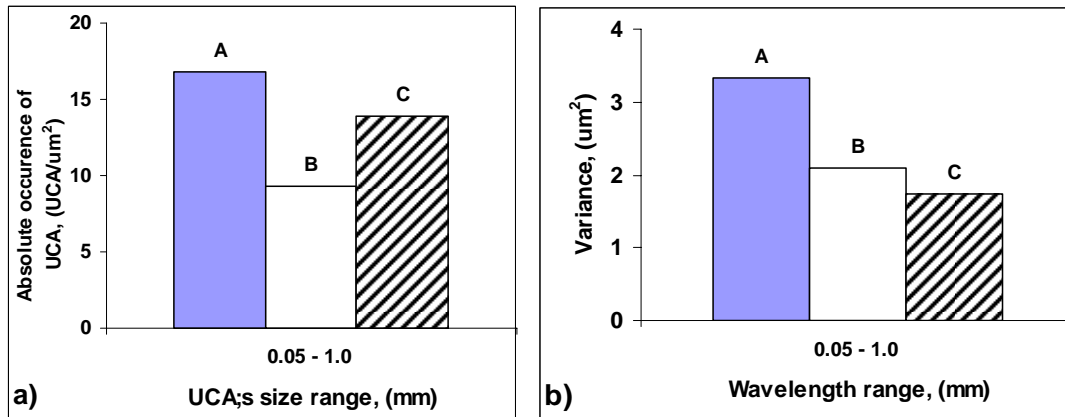 20
15
10
5
0
Absolute occurence of
UCA, (UCA/um²)
A
B
C
0.05 - 1.0
a)
UCA;s size range, (mm)
4
3
2
1
0
Variance, (um²)
A
B
C
0.05 - 1.0
b)
Wavelength range, (mm)